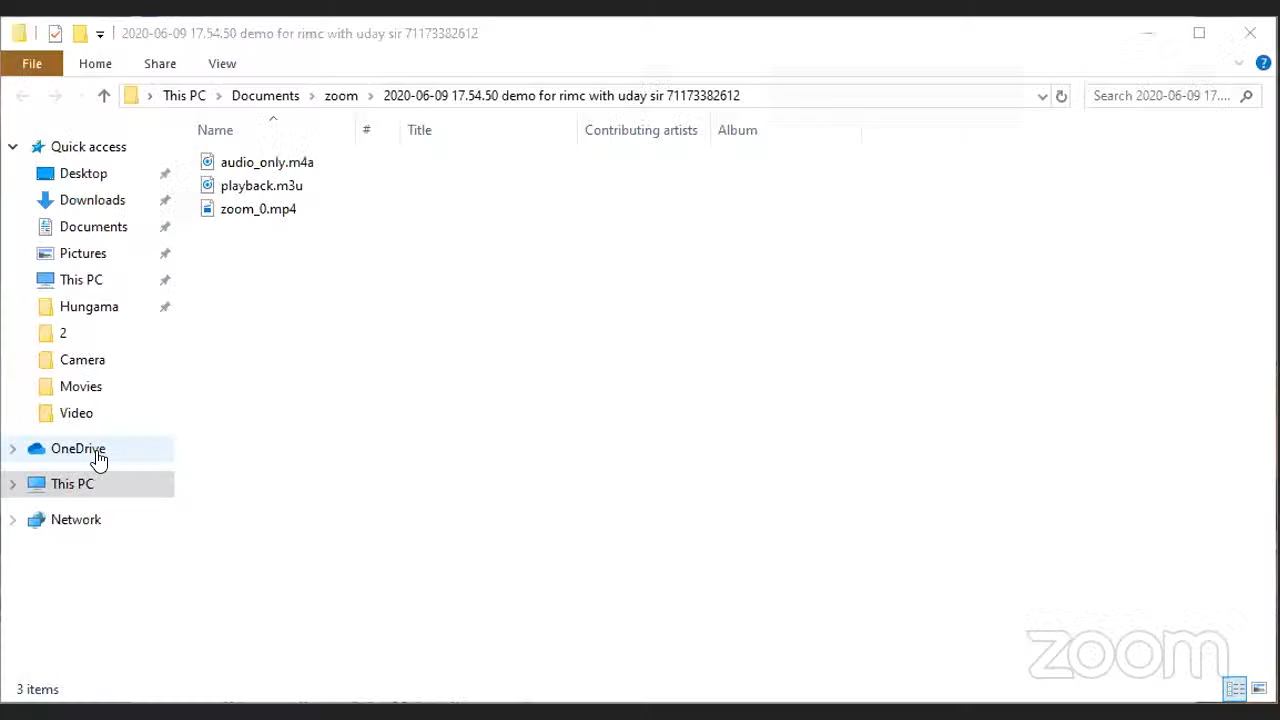 2020-06-09 17.54.50 demo for rimc with uday sir 71173382612
File Home Share View
This PC Documents zoom 2020-06-09 17.54.50 demo for rimc with uday sir 71173382612
Search 2020-06-09 17....
Name # Title Contributing artists Album
Quick access
Desktop
Downloads
Documents
Pictures
This PC
Hungama
2
Camera
Movies
Video
OneDrive
This PC
Network
audio_only.m4a
playback.m3u
zoom_0.mp4
3 items
zoom